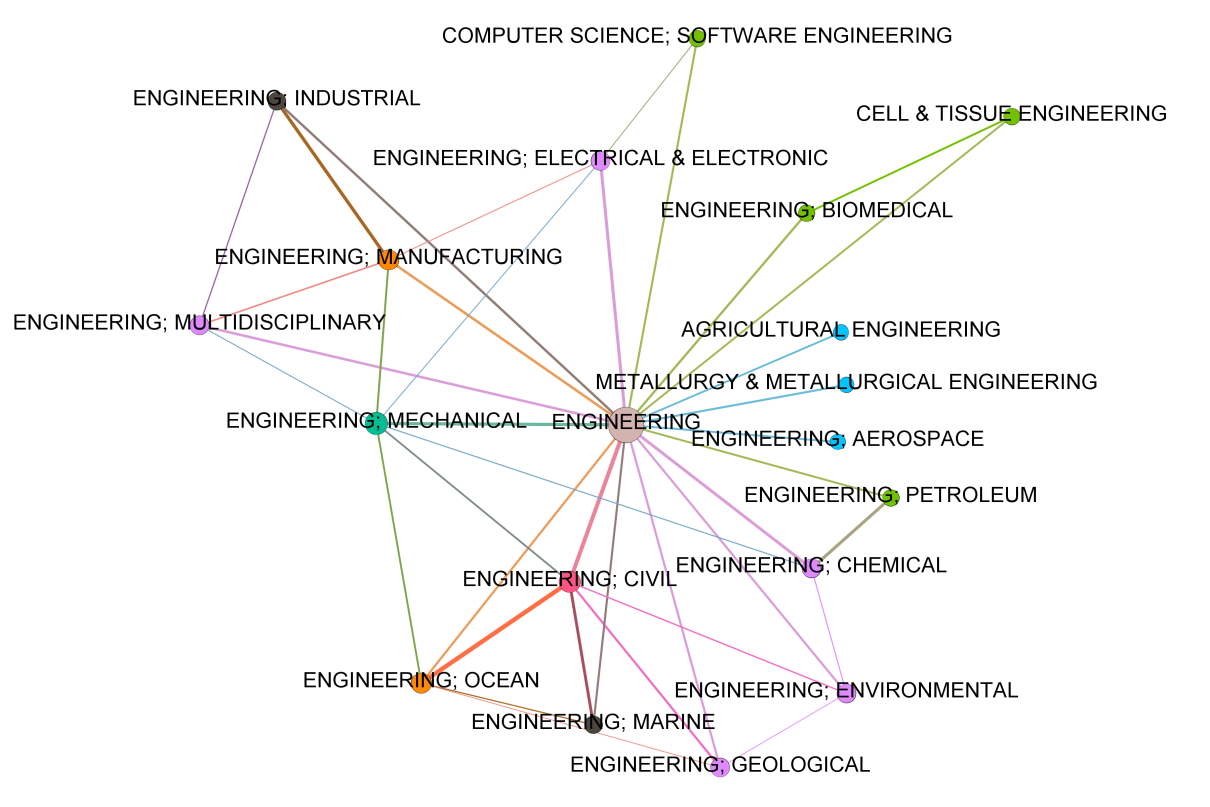 COMPUTER SCIENCE; SOFTWARE ENGINEERING
ENGINEERING; INDUSTRIAL
CELL & TISSUE ENGINEERING
ENGINEERING; ELECTRICAL & ELECTRONIC
ENGINEERING; BIOMEDICAL
ENGINEERING; MANUFACTURING
ENGINEERING; MULTIDISCIPLINARY
AGRICULTURAL ENGINEERING
METALLURGY & METALLURGICAL ENGINEERING
ENGINEERING; MECHANICAL
ENGINEERING
ENGINEERING; AEROSPACE
ENGINEERING; PETROLEUM
ENGINEERING; CHEMICAL
ENGINEERING; CIVIL
ENGINEERING; OCEAN
ENGINEERING; ENVIRONMENTAL
ENGINEERING; MARINE
ENGINEERING; GEOLOGICAL